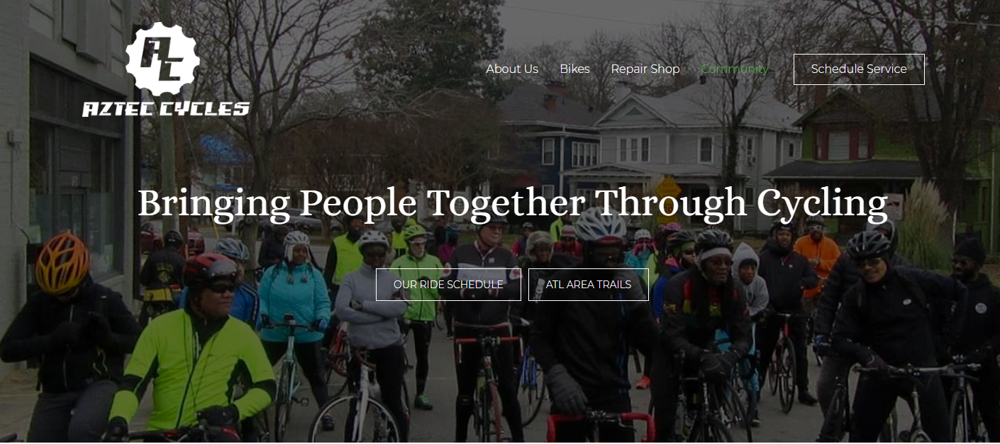 AC
AZTEC CYCLES
About Us Bikes Repair Shop Community Schedule Service
Bringing People Together Through Cycling
OUR RIDE SCHEDULE ATL AREA TRAILS